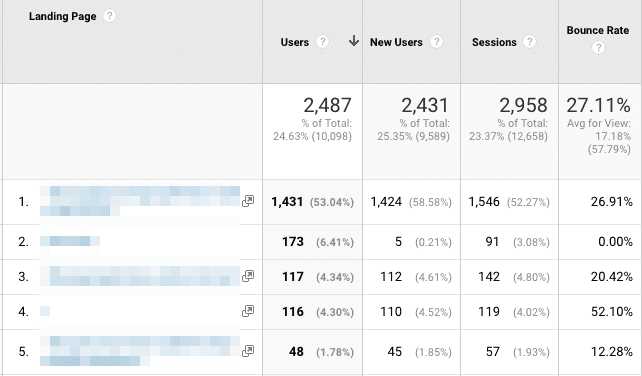 Landing Page
Users New Users Sessions Bounce Rate
2,487 2,431 2,958 27.11%
% of Total: % of Total: % of Total: Avg for View:
24.63% (10,098) 25.35% (9,589) 23.37% (12,658) 17.18%
(57.79%)
1. 1,431 (53.04%) 1,424 (58.58%) 1,546 (52.27%) 26.91%
2. 173 (6.41%) 5 (0.21%) 91 (3.08%) 0.00%
3. 117 (4.34%) 112 (4.61%) 142 (4.80%) 20.42%
4. 116 (4.30%) 110 (4.52%) 119 (4.02%) 52.10%
5. 48 (1.78%) 45 (1.85%) 57 (1.93%) 12.28%